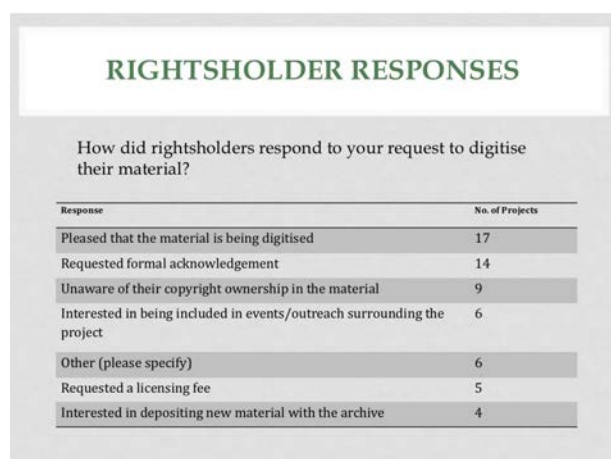 RIGHTSHOLDER RESPONSES
How did rightsholders respond to your request to digitise
their material?
Response No. of Projects
Pleased that the material is being digitised 17
Requested formal acknowledgement 14
Unaware of their copyright ownership in the material 9
Interested in being included in events/outreach surrounding the 6
project
Other (please specify) 6
Requested a licensing fee 5
Interested in depositing new material with the archive 4